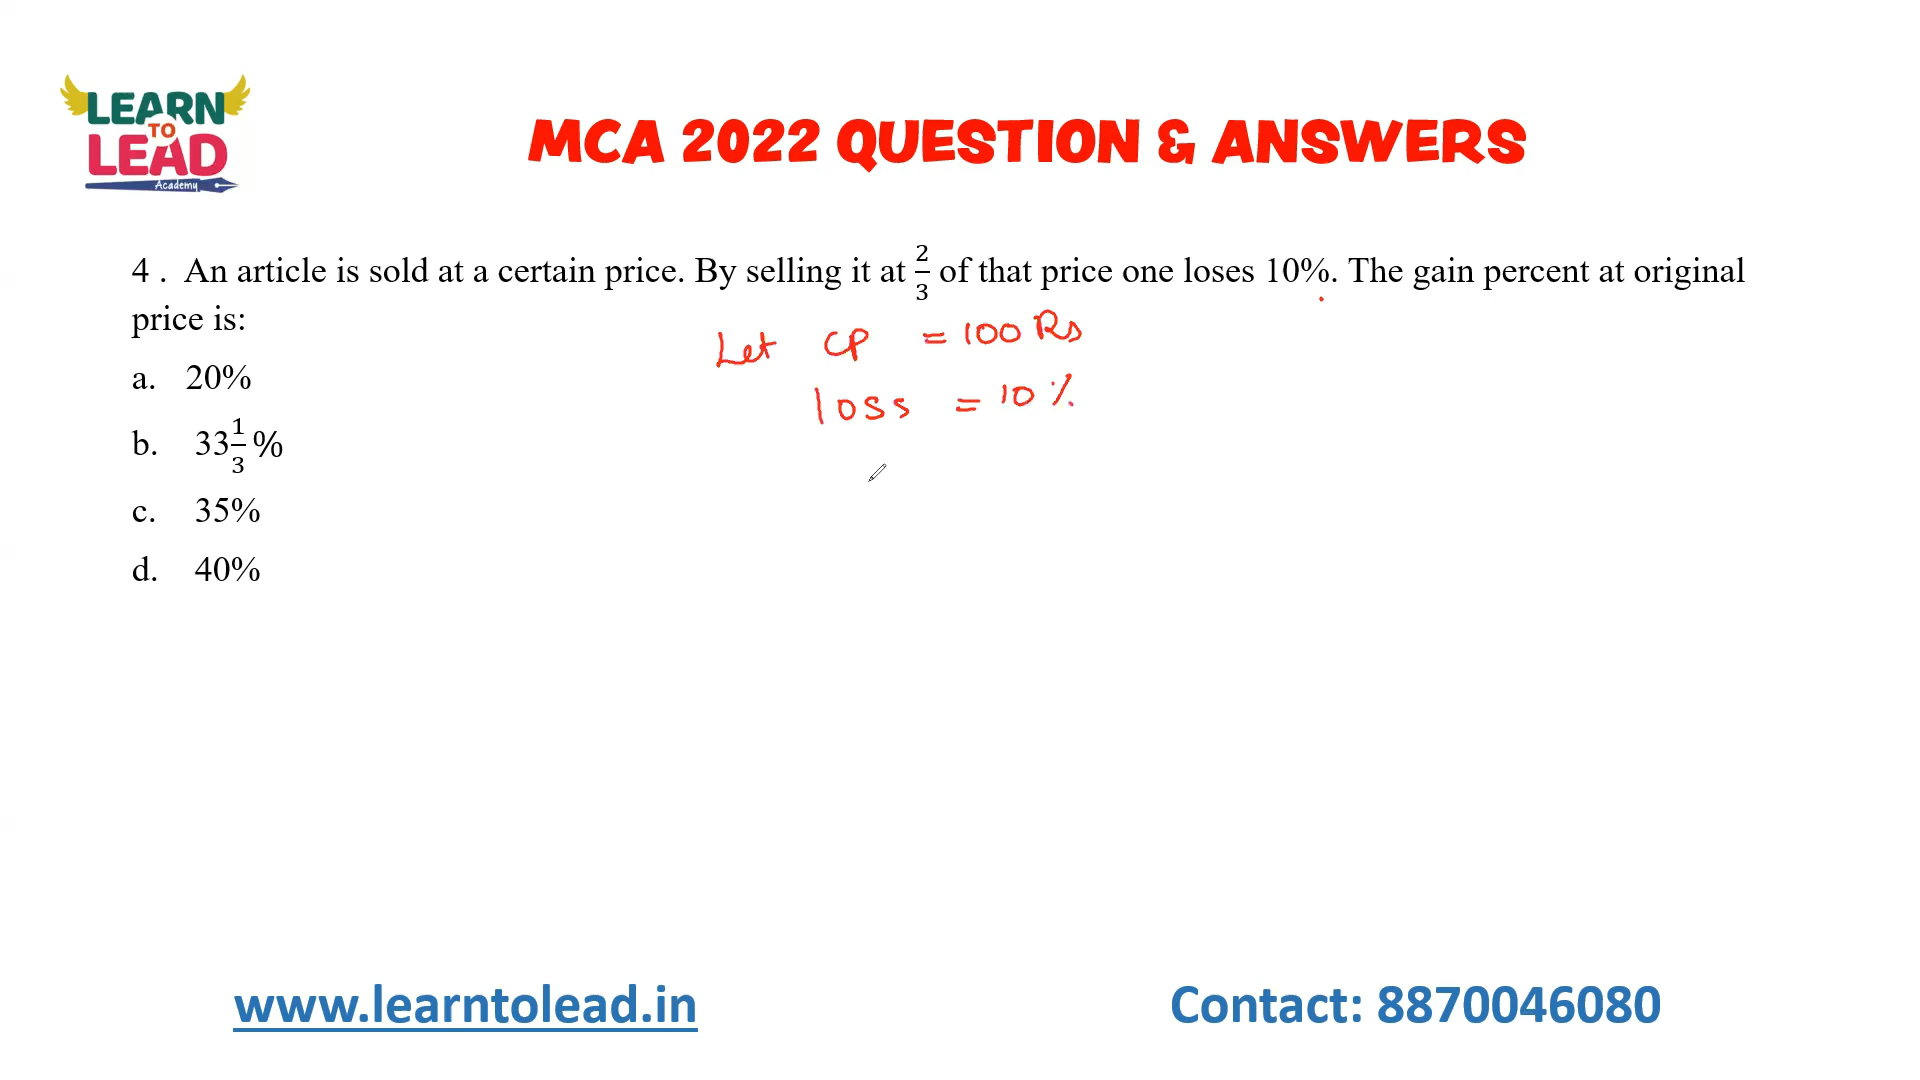 LEARN
TO
LEAD
Academy
MCA 2022 QUESTION & ANSWERS
4 . An article is sold at a certain price. By selling it at 2/3 of that price one loses 10%. The gain percent at original
price is:
Let CP = 100 Rs
a. 20%
loss = 10 %
b. 33 1/3 %
c. 35%
d. 40%
www.learntolead.in
Contact: 8870046080